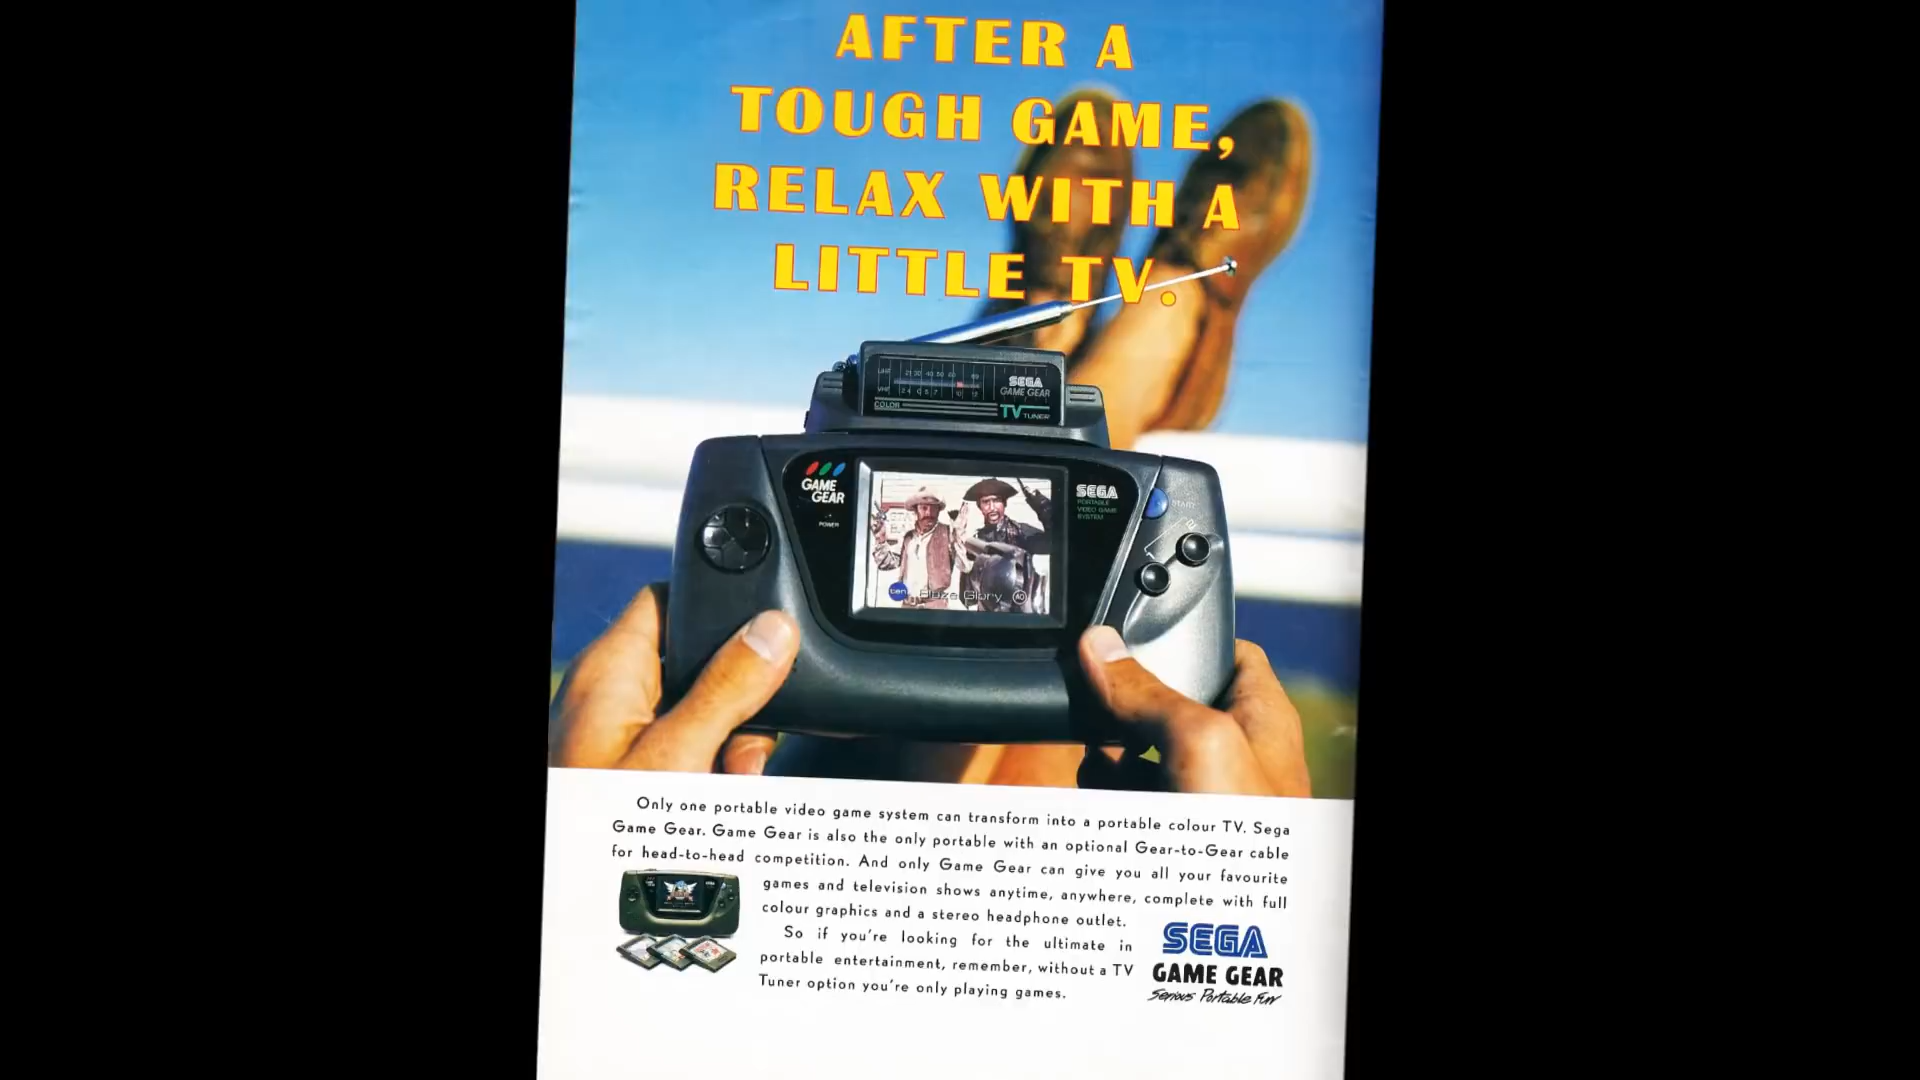 AFTER A
TOUGH GAME,
RELAX WITH A
LITTLE TV.
SEGA
GAME GEAR
COLOR
TV TUNER
GAME
GEAR
POWER
SEGA
PORTABLE
VIDEO GAME
SYSTEM
START
ten Blaze Glory AO
Only one portable video game system can transform into a portable colour TV. Sega
Game Gear. Game Gear is also the only portable with an optional Gear-to-Gear cable
for head-to-head competition. And only Game Gear can give you all your favourite
games and television shows anytime, anywhere, complete with full
colour graphics and a stereo headphone outlet.
So if you're looking for the ultimate in
portable entertainment, remember, without a TV
Tuner option you're only playing games.
SEGA
GAME GEAR
Serious Portable Fun